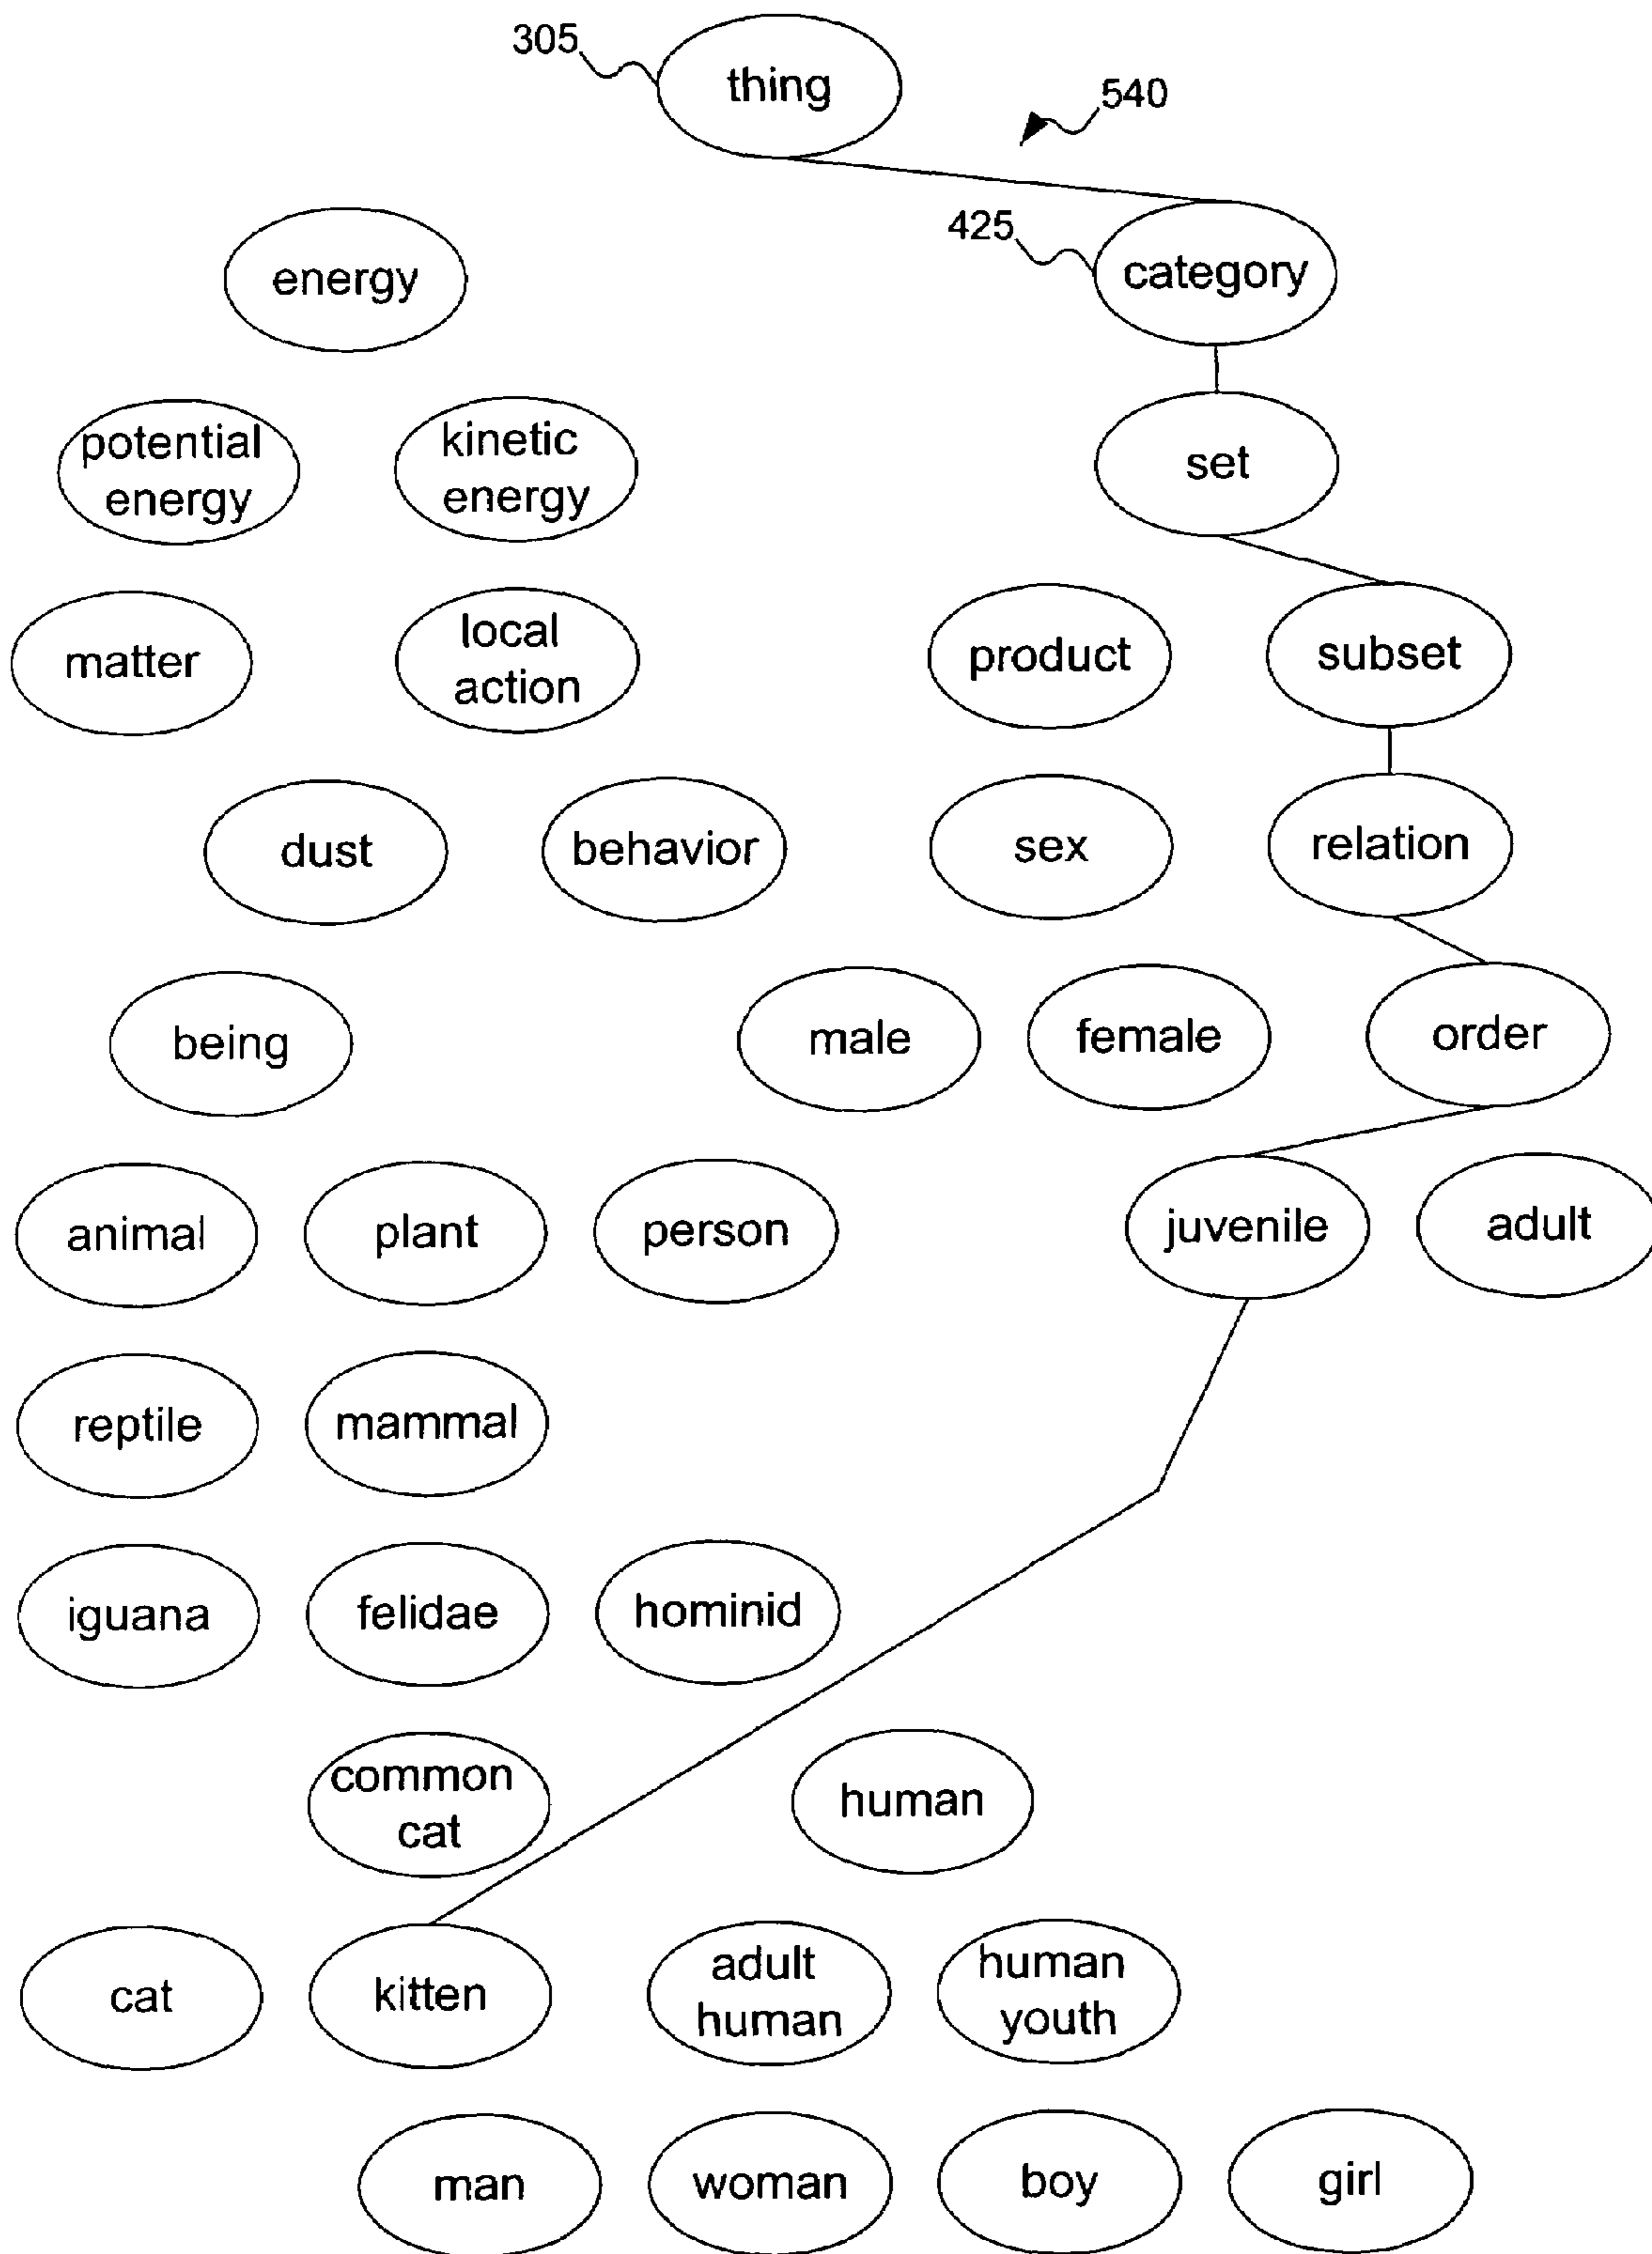 305
thing
540
425
category
energy
potential
energy
kinetic
energy
set
matter
local
action
product
subset
dust
behavior
sex
relation
being
male
female
order
animal
plant
person
juvenile
adult
reptile
mammal
iguana
felidae
hominid
common
cat
human
cat
kitten
adult
human
human
youth
man
woman
boy
girl